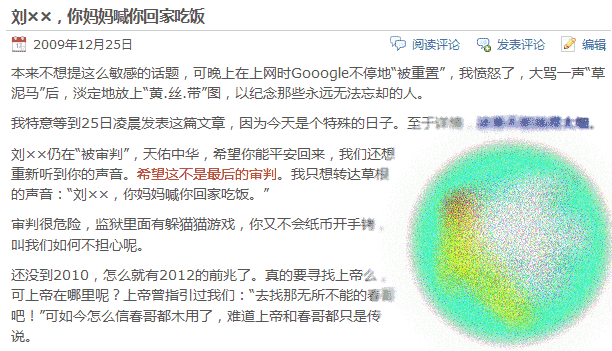 刘××，你妈妈喊你回家吃饭
2009年12月25日 阅读评论 发表评论 编辑
本来不想提这么敏感的话题，可晚上在上网时Gooogle不停地“被重置”，我愤怒了，大骂一声“草
泥马”后，淡定地放上“黄.丝.带”图，以纪念那些永远无法忘却的人。
我特意等到25日凌晨发表这篇文章，因为今天是个特殊的日子。至于详情，
刘××仍在“被审判”，天佑中华，希望你能平安回来，我们还想
重新听到你的声音。希望这不是最后的审判。我只想转达草根
的声音：“刘××，你妈妈喊你回家吃饭。”
审判很危险，监狱里面有躲猫猫游戏，你又不会纸币开手铐，
叫我们如何不担心呢。
还没到2010，怎么就有2012的前兆了。真的要寻找上帝么，
可上帝在哪里呢？上帝曾指引过我们：“去找那无所不能的春哥
吧！”可如今怎么信春哥都木用了，难道上帝和春哥都只是传
说。